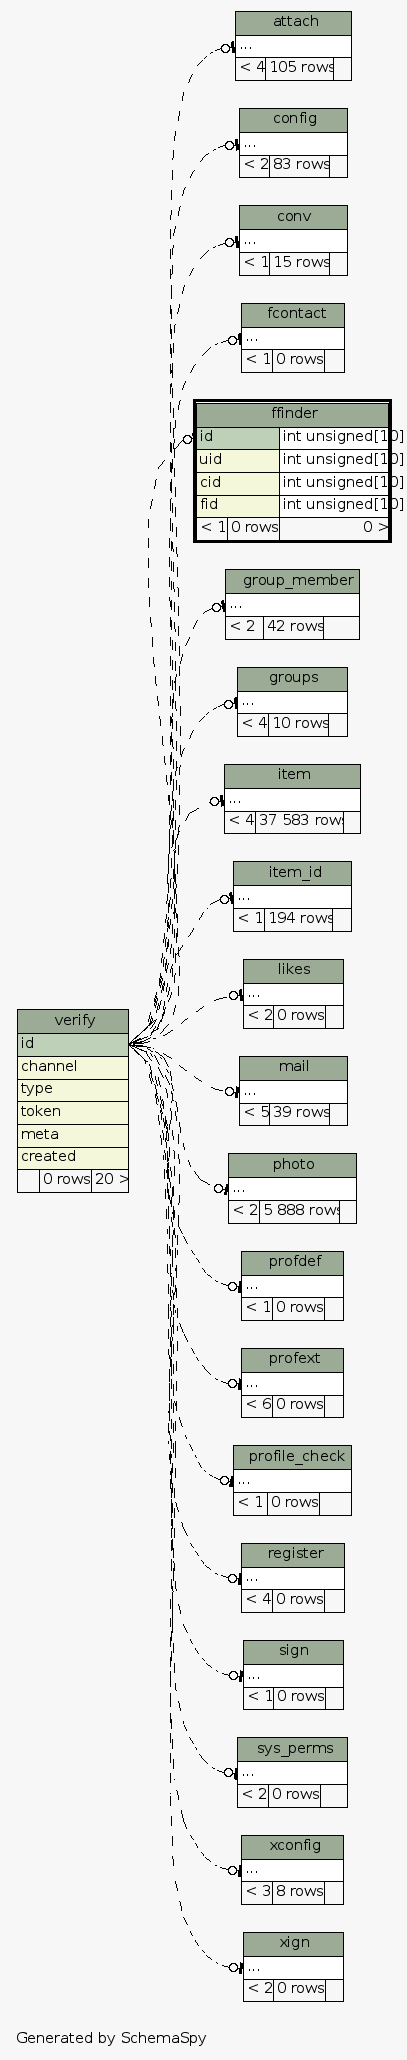 attach
...
< 4 105 rows
config
...
< 2 83 rows
conv
...
< 1 15 rows
fcontact
...
< 1 0 rows
ffinder
id int unsigned[10]
uid int unsigned[10]
cid int unsigned[10]
fid int unsigned[10]
< 1 0 rows 0 >
group_member
...
< 2 42 rows
groups
...
< 4 10 rows
item
...
< 4 37 583 rows
item_id
...
< 1 194 rows
likes
...
< 2 0 rows
verify
id
channel
type
token
meta
created
0 rows 20 >
mail
...
< 5 39 rows
photo
...
< 2 5 888 rows
profdef
...
< 1 0 rows
profext
...
< 6 0 rows
profile_check
...
< 1 0 rows
register
...
< 4 0 rows
sign
...
< 1 0 rows
sys_perms
...
< 2 0 rows
xconfig
...
< 3 8 rows
xign
...
< 2 0 rows
Generated by SchemaSpy